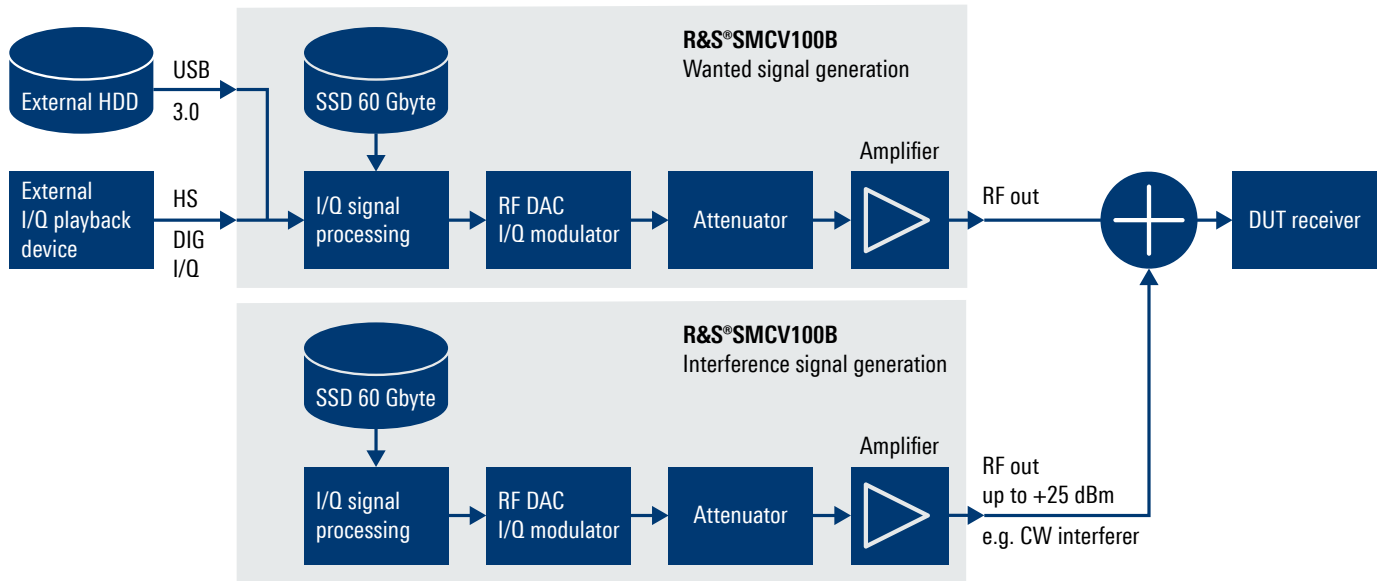 External HDD
USB
3.0
SSD 60 Gbyte
R&S®SMCV100B
Wanted signal generation
External
I/Q playback
device
HS
DIG
I/Q
I/Q signal
processing
RF DAC
I/Q modulator
Attenuator
Amplifier
RF out
DUT receiver
SSD 60 Gbyte
R&S®SMCV100B
Interference signal generation
I/Q signal
processing
RF DAC
I/Q modulator
Attenuator
Amplifier
RF out
up to +25 dBm
e.g. CW interferer